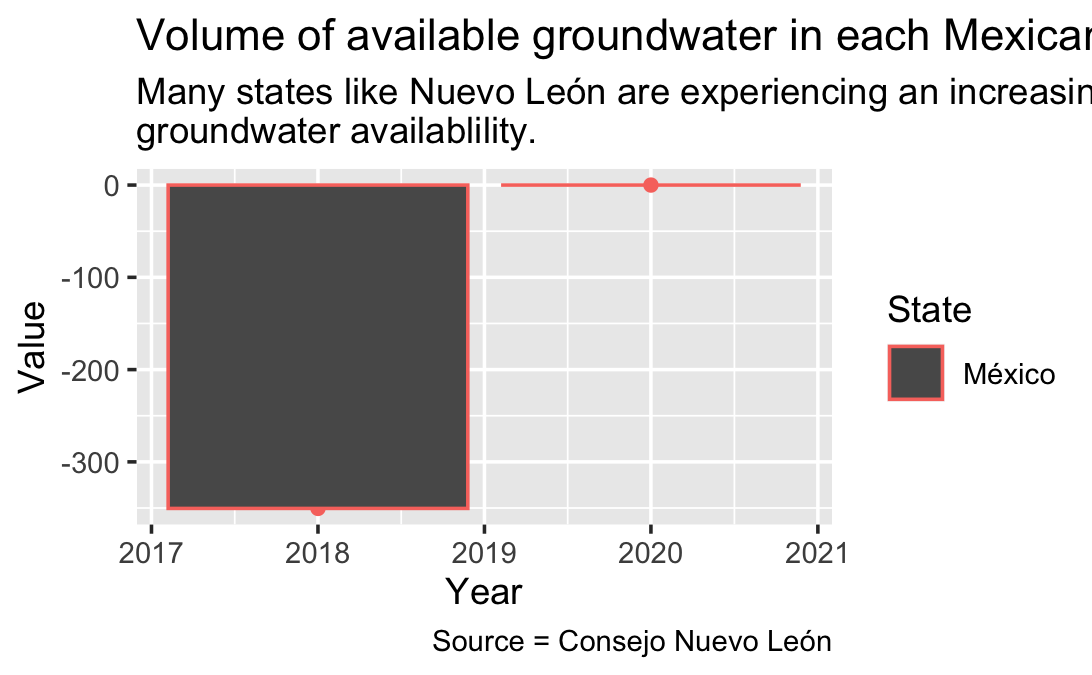 Volume of available groundwater in each Mexican
Many states like Nuevo León are experiencing an increasin
groundwater availablility.
0
-100
-200
-300
Value
2017 2018 2019 2020 2021
Year
State
México
Source = Consejo Nuevo León